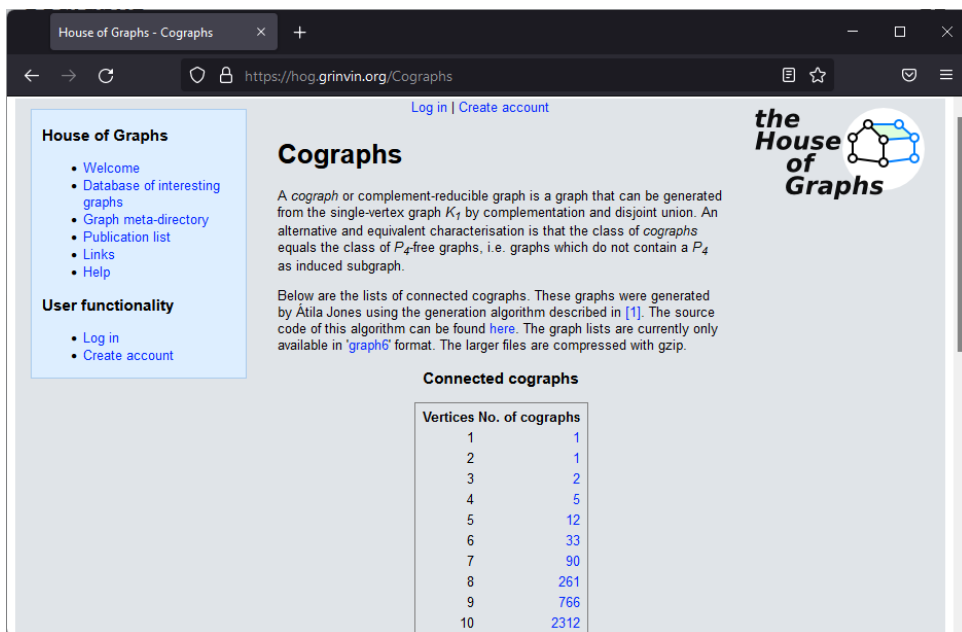 House of Graphs - Cographs
https://hog.grinvin.org/Cographs
Log in | Create account
House of Graphs
• Welcome
• Database of interesting
graphs
• Graph meta-directory
• Publication list
• Links
• Help
User functionality
• Log in
• Create account
Cographs
A cograph or complement-reducible graph is a graph that can be generated
from the single-vertex graph K1 by complementation and disjoint union. An
alternative and equivalent characterisation is that the class of cographs
equals the class of P4-free graphs, i.e. graphs which do not contain a P4
as induced subgraph.
Below are the lists of connected cographs. These graphs were generated
by Átila Jones using the generation algorithm described in [1]. The source
code of this algorithm can be found here. The graph lists are currently only
available in 'graph6' format. The larger files are compressed with gzip.
Connected cographs
Vertices No. of cographs
1 1
2 1
3 2
4 5
5 12
6 33
7 90
8 261
9 766
10 2312
the
House
of
Graphs